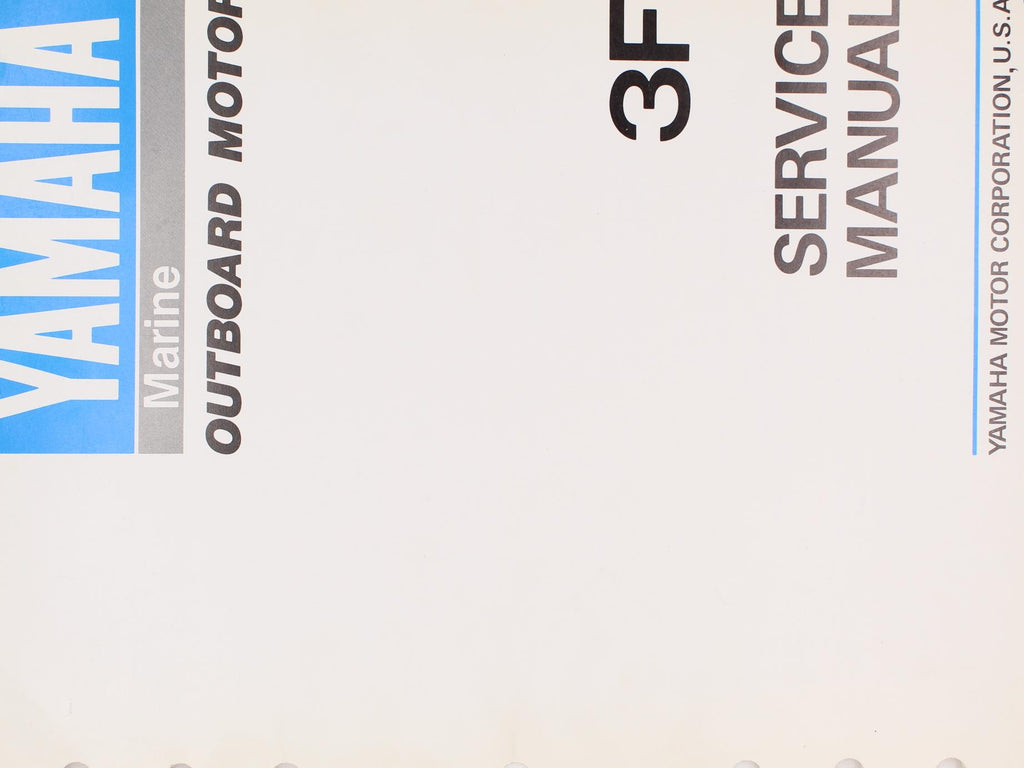 YAMAHA
Marine
OUTBOARD MOTOR
3F
SERVICE
MANUAL
YAMAHA MOTOR CORPORATION, U.S.A